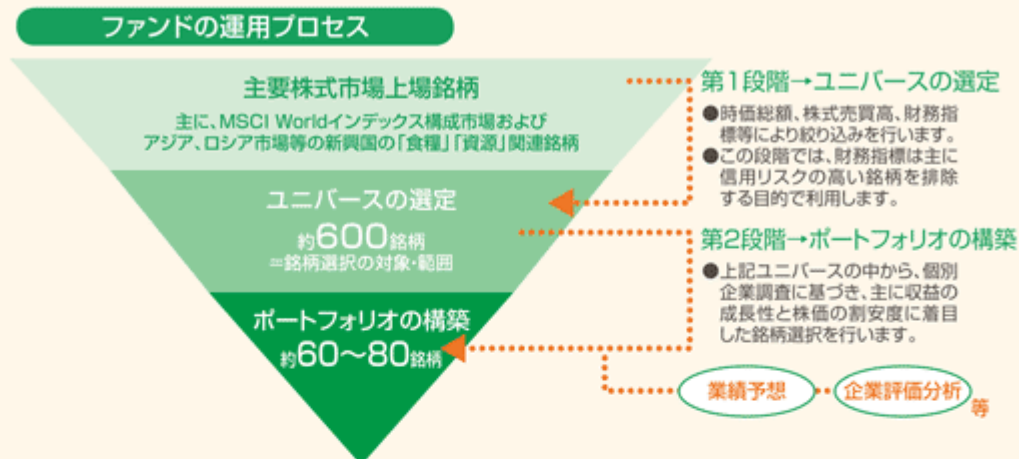 ファンドの運用プロセス
主要株式市場上場銘柄
主に、MSCI Worldインデックス構成市場および
アジア、ロシア市場等の新興国の「食糧」「資源」関連銘柄
ユニバースの選定
約600銘柄
=銘柄選択の対象・範囲
ポートフォリオの構築
約60〜80銘柄
第1段階→ユニバースの選定
●時価総額、株式売買高、財務指
標等により絞り込みを行います。
●この段階では、財務指標は主に
信用リスクの高い銘柄を排除
する目的で利用します。
第2段階→ポートフォリオの構築
●上記ユニバースの中から、個別
企業調査に基づき、主に収益の
成長性と株価の割安度に着目
した銘柄選択を行います。
業績予想
企業評価分析
等